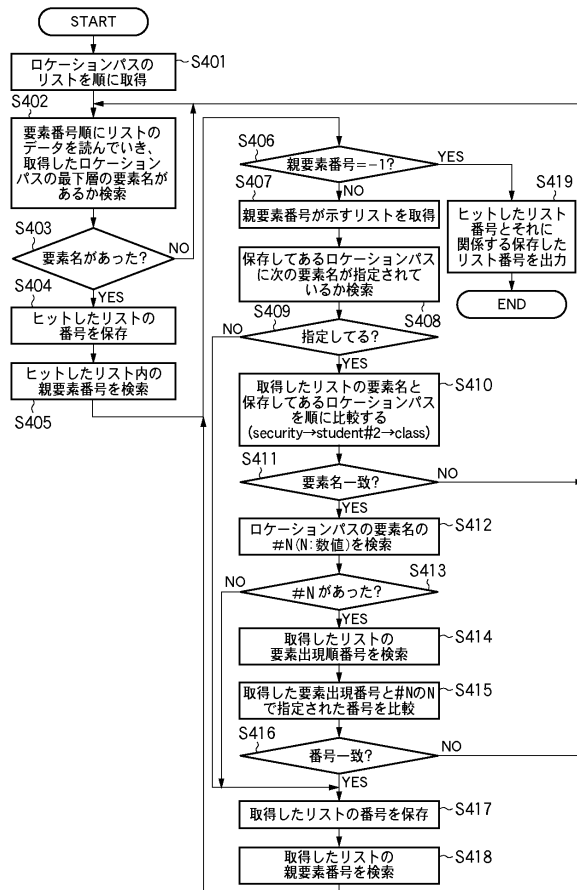 START
ロケーションパスの
リストを順に取得
S401
S402
要素番号順にリストの
データを読んでいき、
取得したロケーション
パスの最下層の要素名が
あるか検索
S403
要素名があった?
NO
YES
S404
ヒットしたリストの
番号を保存
ヒットしたリスト内の
親要素番号を検索
S405
S406
親要素番号=−1?
YES
NO
S407
親要素番号が示すリストを取得
保存してあるロケーションパス
に次の要素名が指定されて
いるか検索
S408
S409
指定してる?
NO
YES
取得したリストの要素名と
保存してあるロケーションパス
を順に比較する
(security→student#2→class)
S410
S411
要素名一致?
NO
YES
ロケーションパスの要素名の
#N(N:数値)を検索
S412
S413
#Nがあった?
NO
YES
取得したリストの
要素出現順番号を検索
S414
取得した要素出現番号と#NのN
で指定された番号を比較
S415
S416
番号一致?
NO
YES
取得したリストの番号を保存
S417
取得したリストの
親要素番号を検索
S418
S419
ヒットしたリスト
番号とそれに
関係する保存した
リスト番号を出力
END